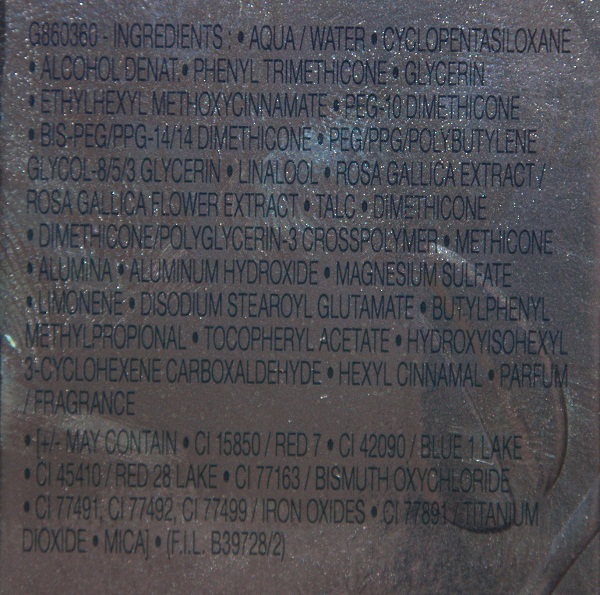 G860360 - INGREDIENTS : • AQUA / WATER • CYCLOPENTASILOXANE
• ALCOHOL DENAT. • PHENYL TRIMETHICONE • GLYCERIN
• ETHYLHEXYL METHOXYCINNAMATE • PEG-10 DIMETHICONE
• BIS-PEG/PPG-14/14 DIMETHICONE • PEG/PPG/POLYBUTYLENE
GLYCOL-8/5/3 GLYCERIN • LINALOOL • ROSA GALLICA EXTRACT /
ROSA GALLICA FLOWER EXTRACT • TALC • DIMETHICONE
• DIMETHICONE/POLYGLYCERIN-3 CROSSPOLYMER • METHICONE
• ALUMINA • ALUMINUM HYDROXIDE • MAGNESIUM SULFATE
• LIMONENE • DISODIUM STEAROYL GLUTAMATE • BUTYLPHENYL
METHYLPROPIONAL • TOCOPHERYL ACETATE • HYDROXYISOHEXYL
3-CYCLOHEXENE CARBOXALDEHYDE • HEXYL CINNAMAL • PARFUM
/ FRAGRANCE
• [+/- MAY CONTAIN • CI 15850 / RED 7 • CI 42090 / BLUE 1 LAKE
• CI 45410 / RED 28 LAKE • CI 77163 / BISMUTH OXYCHLORIDE
• CI 77491, CI 77492, CI 77499 / IRON OXIDES • CI 77891 / TITANIUM
DIOXIDE • MICA] • (F.I.L. B39728/2)